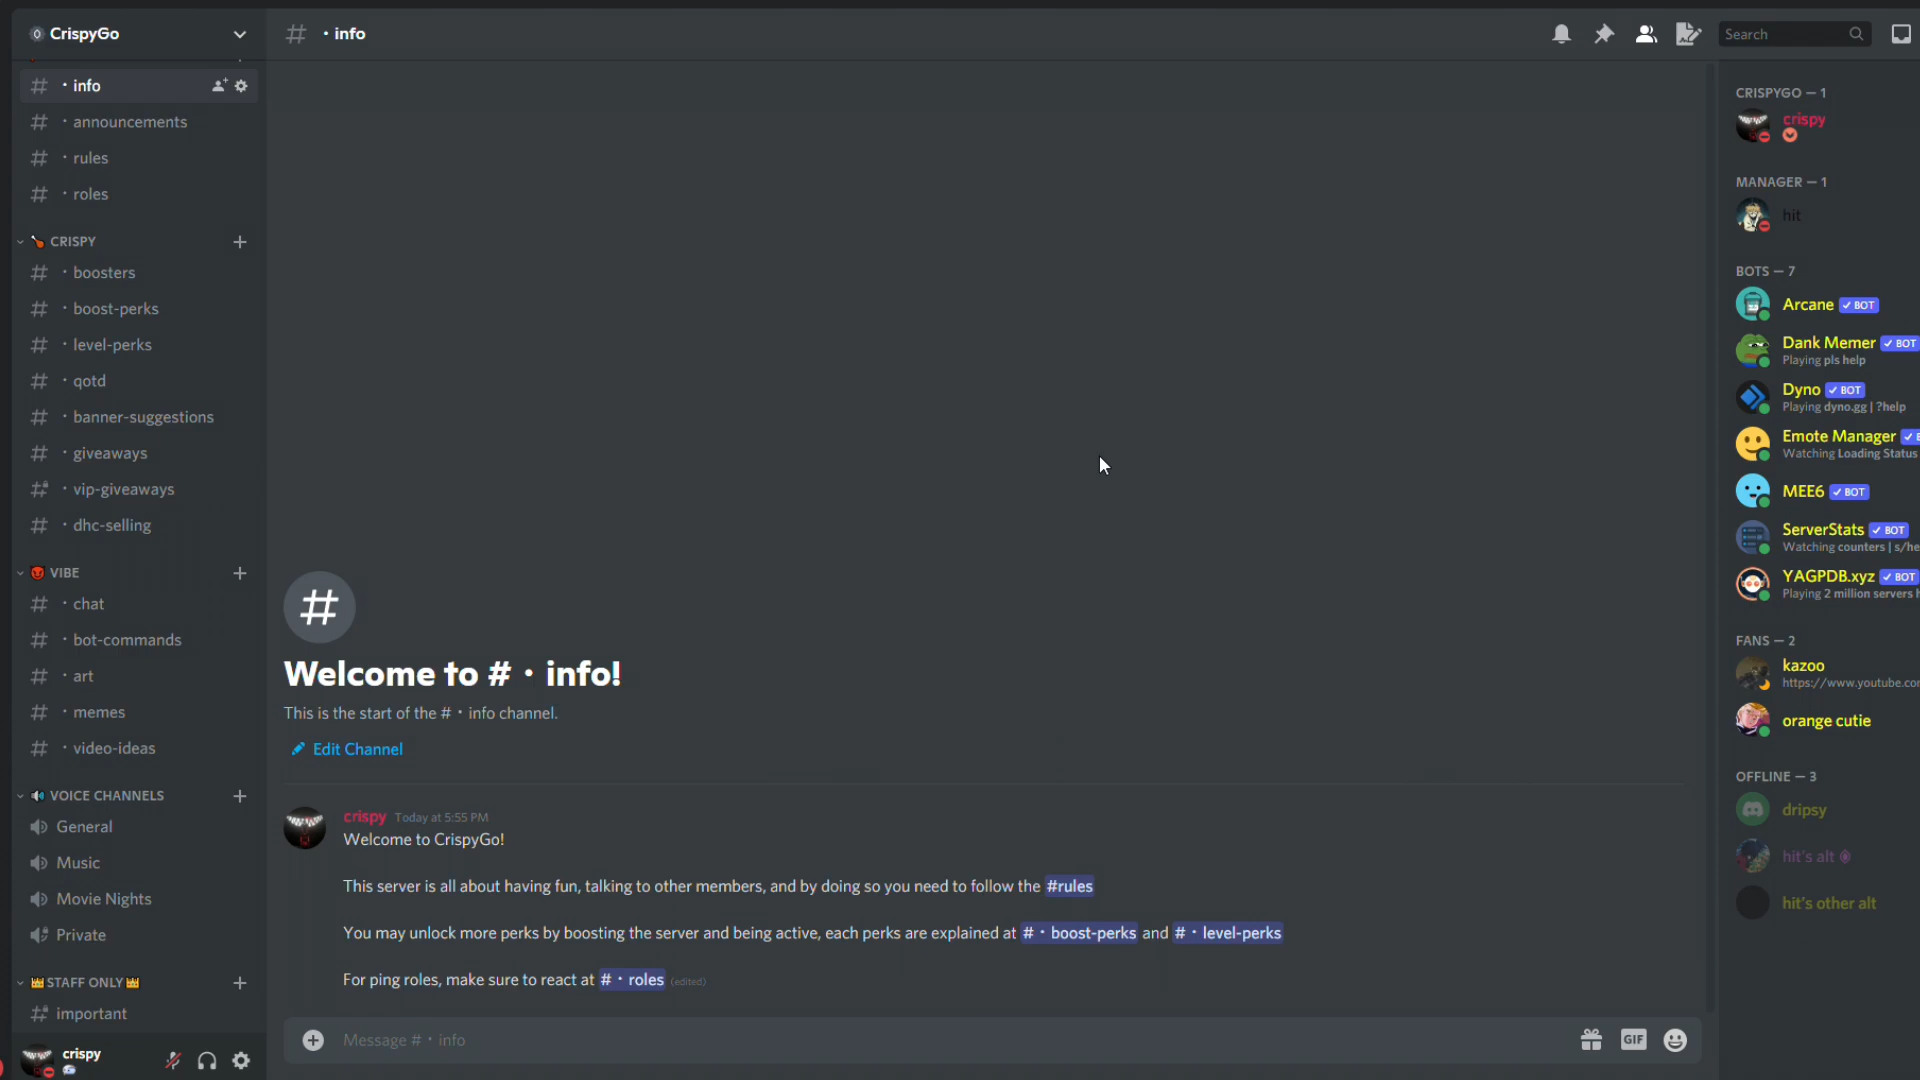 CrispyGo
• info
Search
• info
• announcements
• rules
• roles
CRISPY
• boosters
• boost-perks
• level-perks
• qotd
• banner-suggestions
• giveaways
• vip-giveaways
• dhc-selling
VIBE
• chat
• bot-commands
• art
• memes
• video-ideas
VOICE CHANNELS
General
Music
Movie Nights
Private
STAFF ONLY
important
crispy
Welcome to # • info!
This is the start of the # • info channel.
Edit Channel
crispy Today at 5:55 PM
Welcome to CrispyGo!
This server is all about having fun, talking to other members, and by doing so you need to follow the #rules
You may unlock more perks by boosting the server and being active, each perks are explained at # • boost-perks and # • level-perks
For ping roles, make sure to react at # • roles (edited)
Message # • info
GIF
CRISPYGO — 1
crispy
MANAGER — 1
hit
BOTS — 7
Arcane ✓ BOT
Dank Memer ✓ BOT
Playing pls help
Dyno ✓ BOT
Playing dyno.gg | ?help
Emote Manager ✓
Watching Loading Status
MEE6 ✓ BOT
ServerStats ✓ BOT
Watching counters | s/he
YAGPDB.xyz ✓ BOT
Playing 2 million servers
FANS — 2
kazoo
https://www.youtube.co
orange cutie
OFFLINE — 3
dripsy
hit's alt
hit's other alt